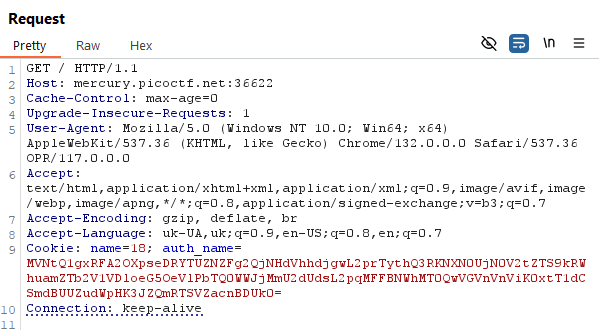 Request
Pretty Raw Hex \n
1 GET / HTTP/1.1
2 Host: mercury.picoctf.net:36622
3 Cache-Control: max-age=0
4 Upgrade-Insecure-Requests: 1
5 User-Agent: Mozilla/5.0 (Windows NT 10.0; Win64; x64)
AppleWebKit/537.36 (KHTML, like Gecko) Chrome/132.0.0.0 Safari/537.36
OPR/117.0.0.0
6 Accept:
text/html,application/xhtml+xml,application/xml;q=0.9,image/avif,image
/webp,image/apng,*/*;q=0.8,application/signed-exchange;v=b3;q=0.7
7 Accept-Encoding: gzip, deflate, br
8 Accept-Language: uk-UA,uk;q=0.9,en-US;q=0.8,en;q=0.7
9 Cookie: name=18; auth_name=
10 Connection: keep-alive
11